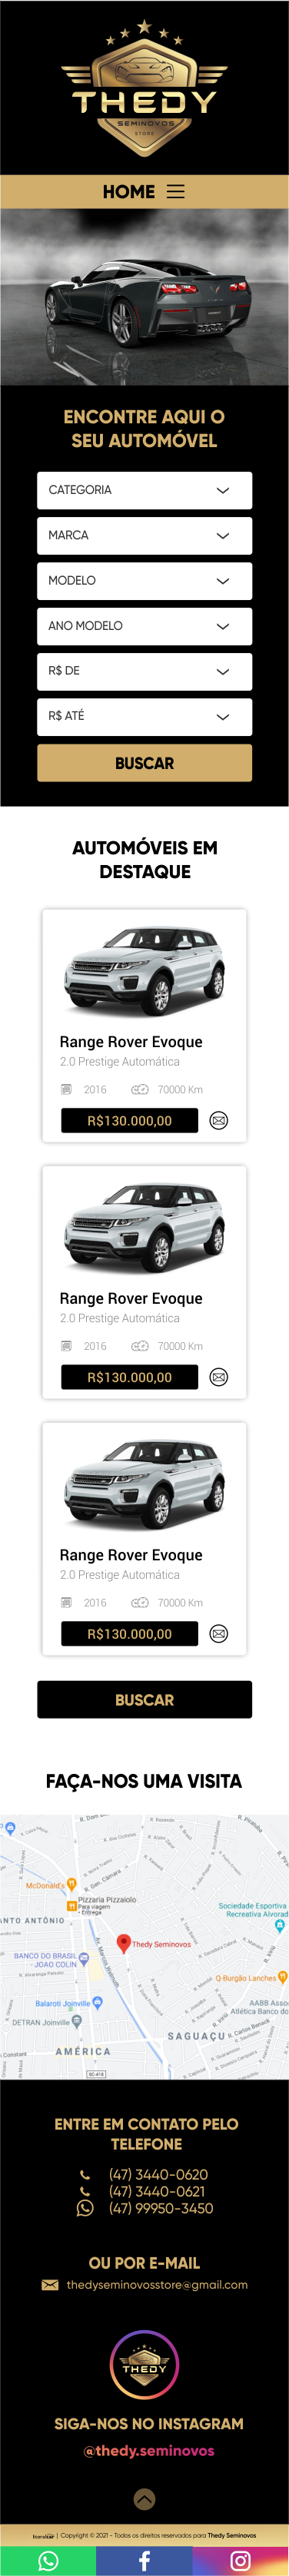 THEDY
SEMINOVOS
STORE
HOME
ENCONTRE AQUI O
SEU AUTOMÓVEL
CATEGORIA
MARCA
MODELO
ANO MODELO
R$ DE
R$ ATÉ
BUSCAR
AUTOMÓVEIS EM
DESTAQUE
Range Rover Evoque
2.0 Prestige Automática
2016 70000 Km
R$130.000,00
Range Rover Evoque
2.0 Prestige Automática
2016 70000 Km
R$130.000,00
Range Rover Evoque
2.0 Prestige Automática
2016 70000 Km
R$130.000,00
BUSCAR
FAÇA-NOS UMA VISITA
McDonald's
Pizzaria Pizzaiolo
Para viagem
Entrega
Sociedade Esportiva
Recreativa Alvorad
NTO ANTÔNIO
Thedy Seminovos
BANCO DO BRASIL
- JOAO COLIN
Q-Burgão Lanches
Balaroti Joinville
AABB Assoc
Atlética Banco do
DETRAN Joinville
SAGUAÇU
AMÉRICA
ENTRE EM CONTATO PELO
TELEFONE
(47) 3440-0620
(47) 3440-0621
(47) 99950-3450
OU POR E-MAIL
thedyseminovosstore@gmail.com
THEDY
SIGA-NOS NO INSTAGRAM
@thedy.seminovos
| Copyright © 2021 - Todos os direitos reservados para Thedy Seminovos